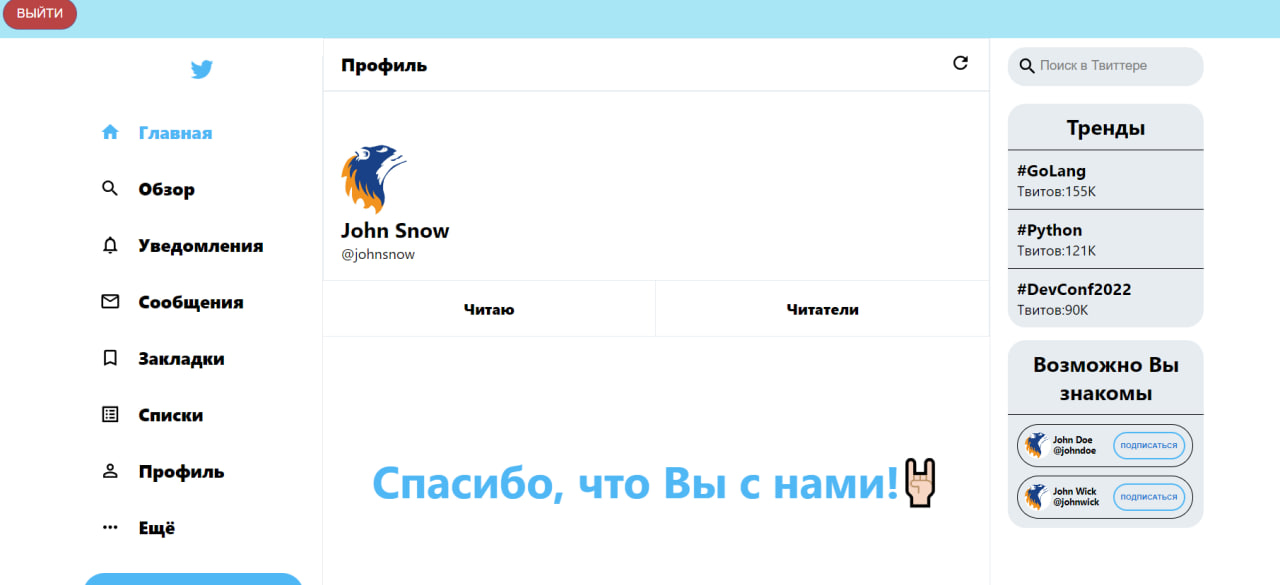 ВЫЙТИ
Главная
Обзор
Уведомления
Сообщения
Закладки
Списки
Профиль
Ещё
Профиль
John Snow
@johnsnow
Читаю
Читатели
Спасибо, что Вы с нами!🤘🏻
Поиск в Твиттере
Тренды
#GoLang
Твитов:155K
#Python
Твитов:121K
#DevConf2022
Твитов:90K
Возможно Вы
знакомы
John Doe
@johndoe
ПОДПИСАТЬСЯ
John Wick
@johnwick
ПОДПИСАТЬСЯ